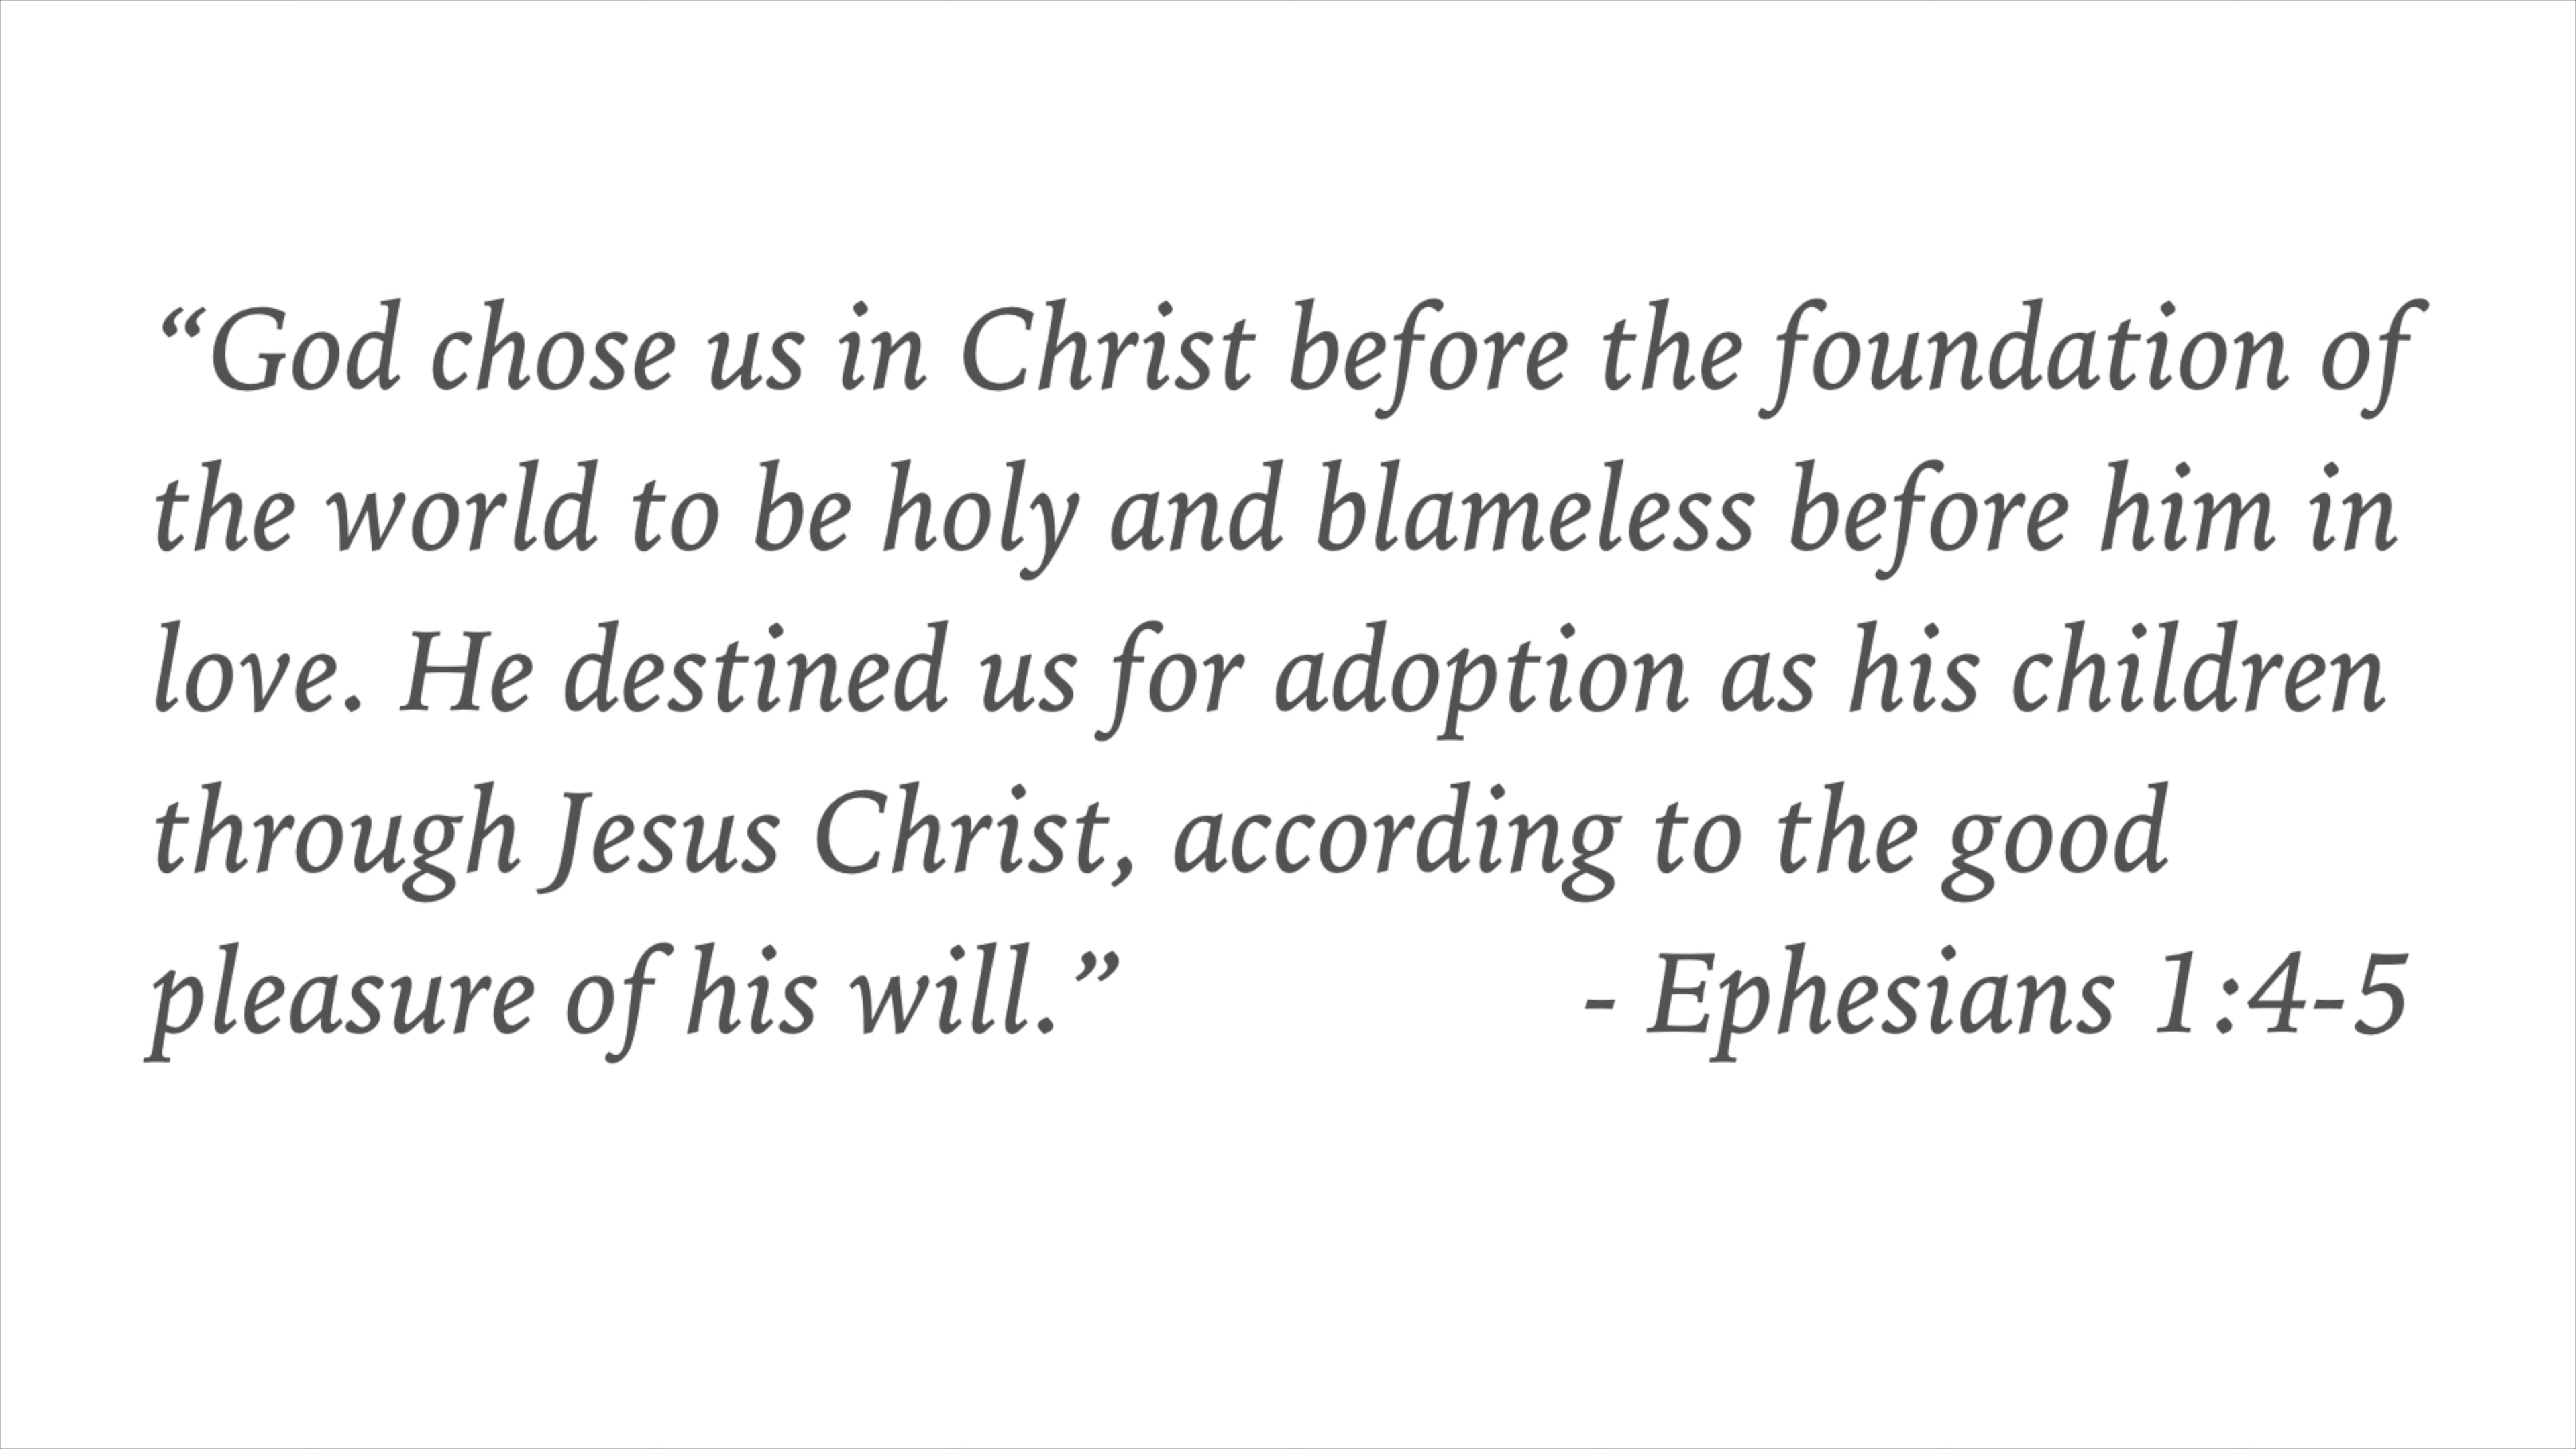 “God chose us in Christ before the foundation of
the world to be holy and blameless before him in
love. He destined us for adoption as his children
through Jesus Christ, according to the good
pleasure of his will.” - Ephesians 1:4-5